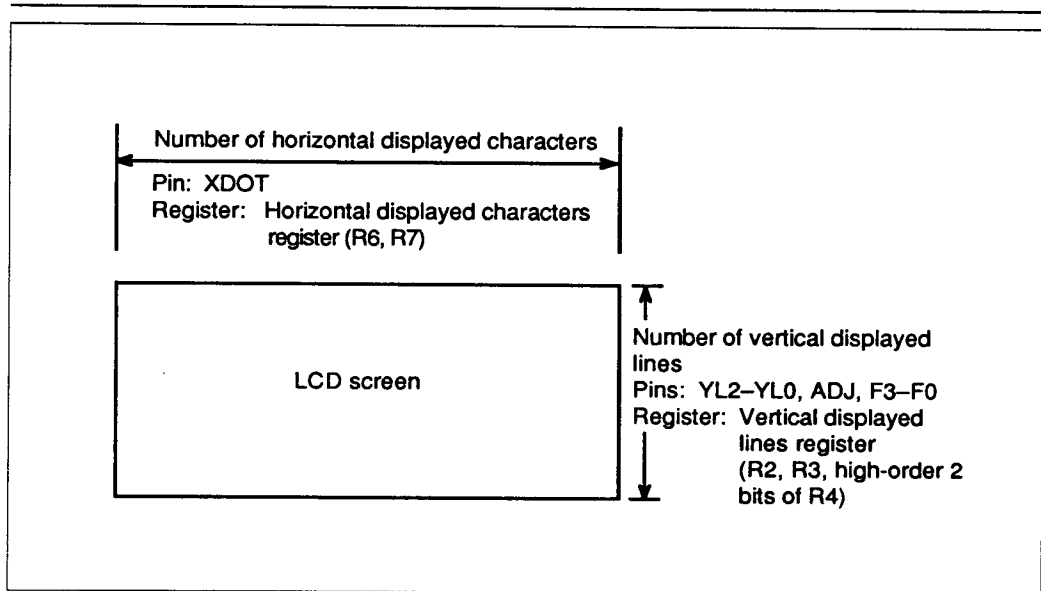 Number of horizontal displayed characters
Pin: XDOT
Register: Horizontal displayed characters
register (R6, R7)
LCD screen
Number of vertical displayed
lines
Pins: YL2–YL0, ADJ, F3–F0
Register: Vertical displayed
lines register
(R2, R3, high-order 2
bits of R4)